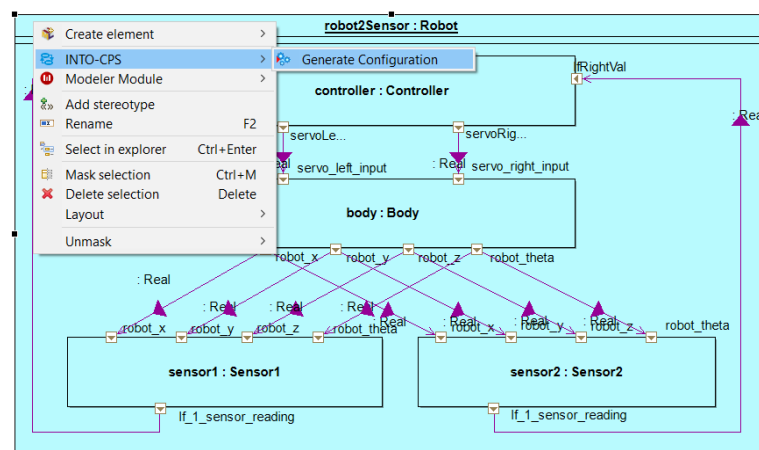 robot2Sensor : Robot
Create element
INTO-CPS
Generate Configuration
Modeler Module
lfRightVal
controller : Controller
Add stereotype
Rename F2
Select in explorer Ctrl+Enter
Mask selection Ctrl+M
Delete selection Delete
Layout
Unmask
servoLe...
servoRig...
: Real
servo_left_input
servo_right_input
body : Body
robot_x
robot_y
robot_z
robot_theta
: Real
: Real
: Real
: Real
: Real
: Real
: Real
: Real
robot_x
robot_y
robot_z
robot_theta
robot_x
robot_y
robot_z
robot_theta
sensor1 : Sensor1
sensor2 : Sensor2
lf_1_sensor_reading
lf_1_sensor_reading